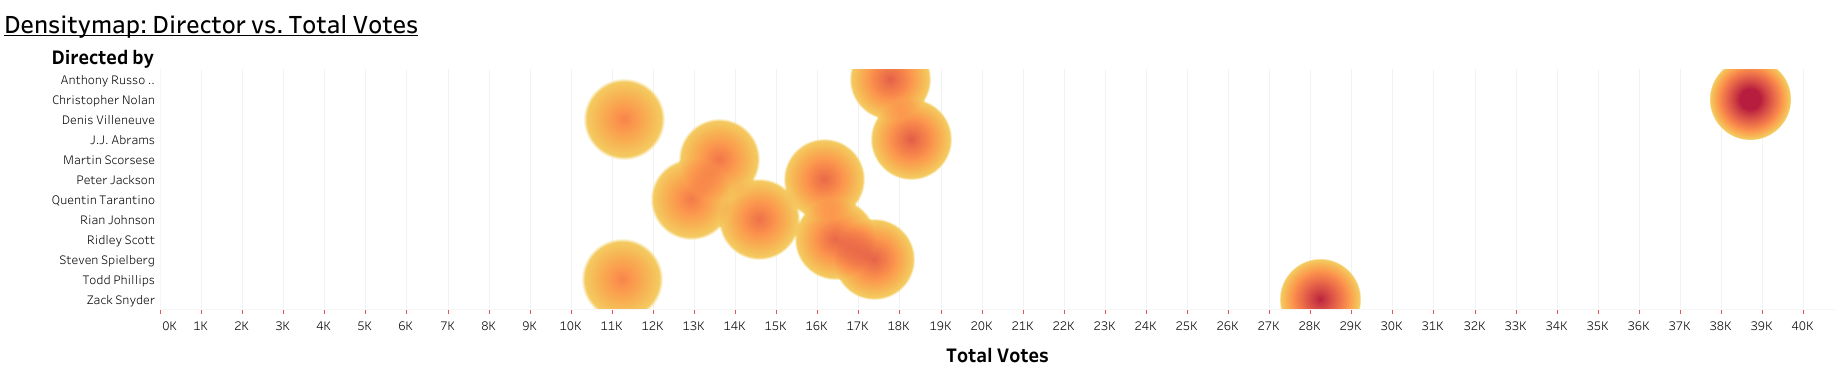 Densitymap: Director vs. Total Votes
Directed by
Anthony Russo ..
Christopher Nolan
Denis Villeneuve
J.J. Abrams
Martin Scorsese
Peter Jackson
Quentin Tarantino
Rian Johnson
Ridley Scott
Steven Spielberg
Todd Phillips
Zack Snyder
0K 1K 2K 3K 4K 5K 6K 7K 8K 9K 10K 11K 12K 13K 14K 15K 16K 17K 18K 19K 20K 21K 22K 23K 24K 25K 26K 27K 28K 29K 30K 31K 32K 33K 34K 35K 36K 37K 38K 39K 40K
Total Votes